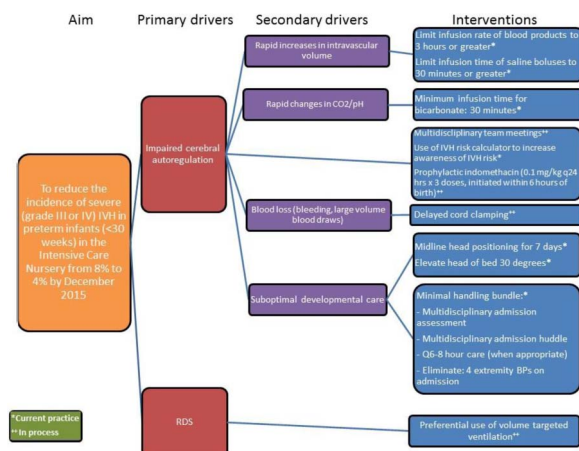 Aim
Primary drivers
Secondary drivers
Interventions
To reduce the
incidence of severe
(grade III or IV) IVH in
preterm infants (<30
weeks) in the
Intensive Care
Nursery from 8% to
4% by December
2015
Impaired cerebral
autoregulation
RDS
Rapid increases in intravascular
volume
Rapid changes in CO2/pH
Blood loss (bleeding, large volume
blood draws)
Suboptimal developmental care
Limit infusion rate of blood products to
3 hours or greater*
Limit infusion time of saline boluses to
30 minutes or greater*
Minimum infusion time for
bicarbonate: 30 minutes*
Multidisciplinary team meetings**
Use of IVH risk calculator to increase
awareness of IVH risk*
Prophylactic indomethacin (0.1 mg/kg q24
hrs x 3 doses, Initiated within 6 hours of
birth)**
Delayed cord clamping**
Midline head positioning for 7 days*
Elevate head of bed 30 degrees*
Minimal handling bundle:*
- Multidisciplinary admission
assessment
- Multidisciplinary admission huddle
- Q6-8 hour care (when appropriate)
- Eliminate: 4 extremity BPs on
admission
Preferential use of volume targeted
ventilation**
*Current practice
**In process